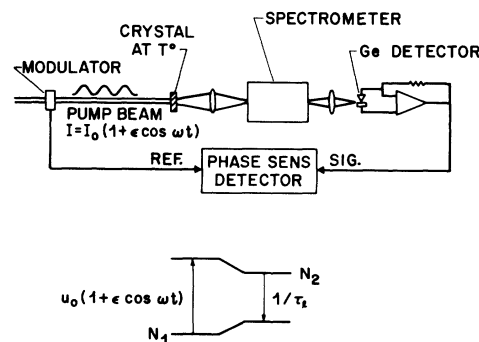 SPECTROMETER
CRYSTAL
AT T°
Ge DETECTOR
MODULATOR
PUMP BEAM
I=I₀(1+ϵ cos ωt)
REF.
PHASE SENS
DETECTOR
SIG.
u₀(1+ϵ cos ωt)
N₂
1/τℓ
N₁